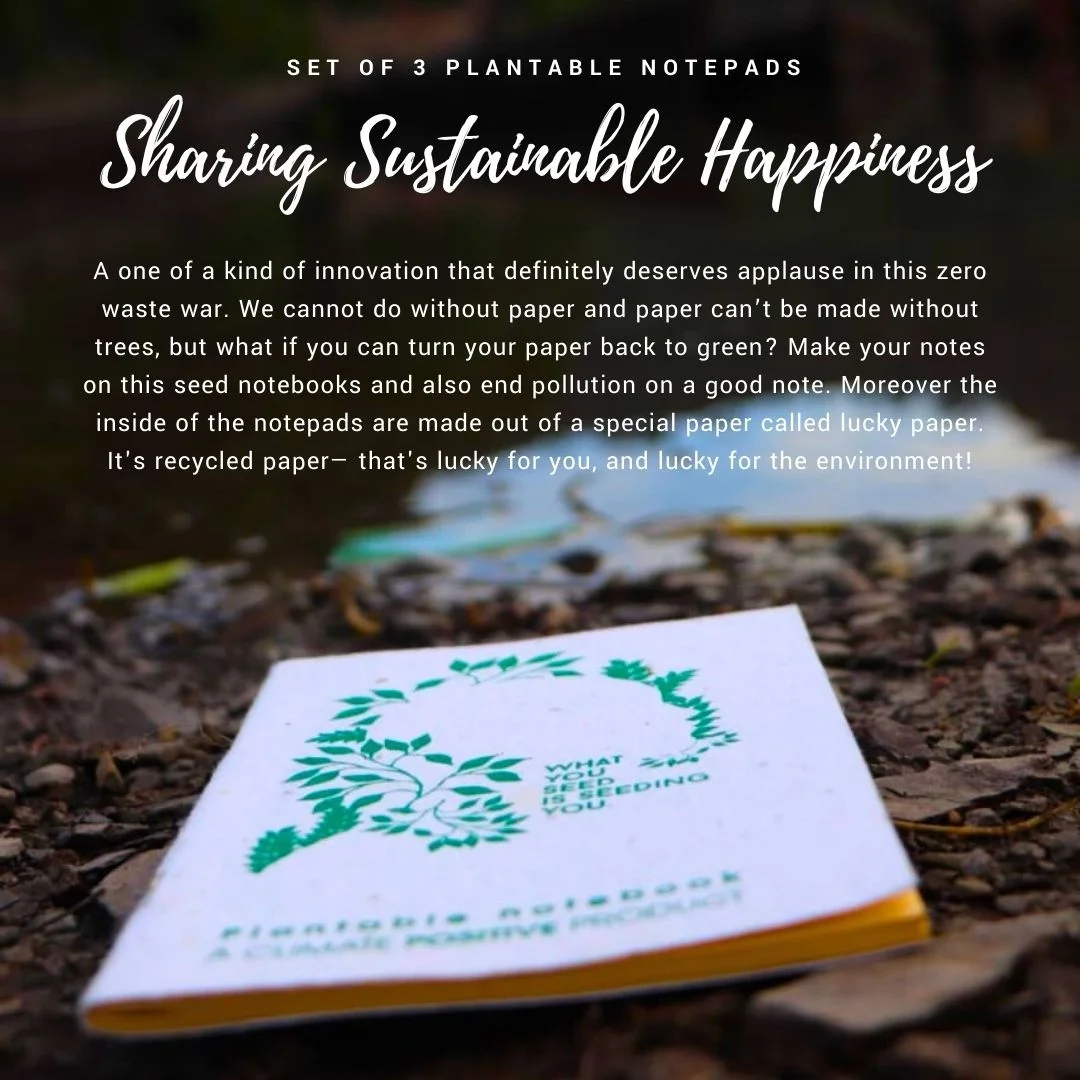 SET OF 3 PLANTABLE NOTEPADS
Sharing Sustainable Happiness
A one of a kind of innovation that definitely deserves applause in this zero
waste war. We cannot do without paper and paper can't be made without
trees, but what if you can turn your paper back to green? Make your notes
on this seed notebooks and also end pollution on a good note. Moreover the
inside of the notepads are made out of a special paper called lucky paper.
It's recycled paper— that's lucky for you, and lucky for the environment!
WHAT
YOU
SEED
IS SEEDING
YOU
Plantable notebook
A CLIMATE POSITIVE PRODUCT